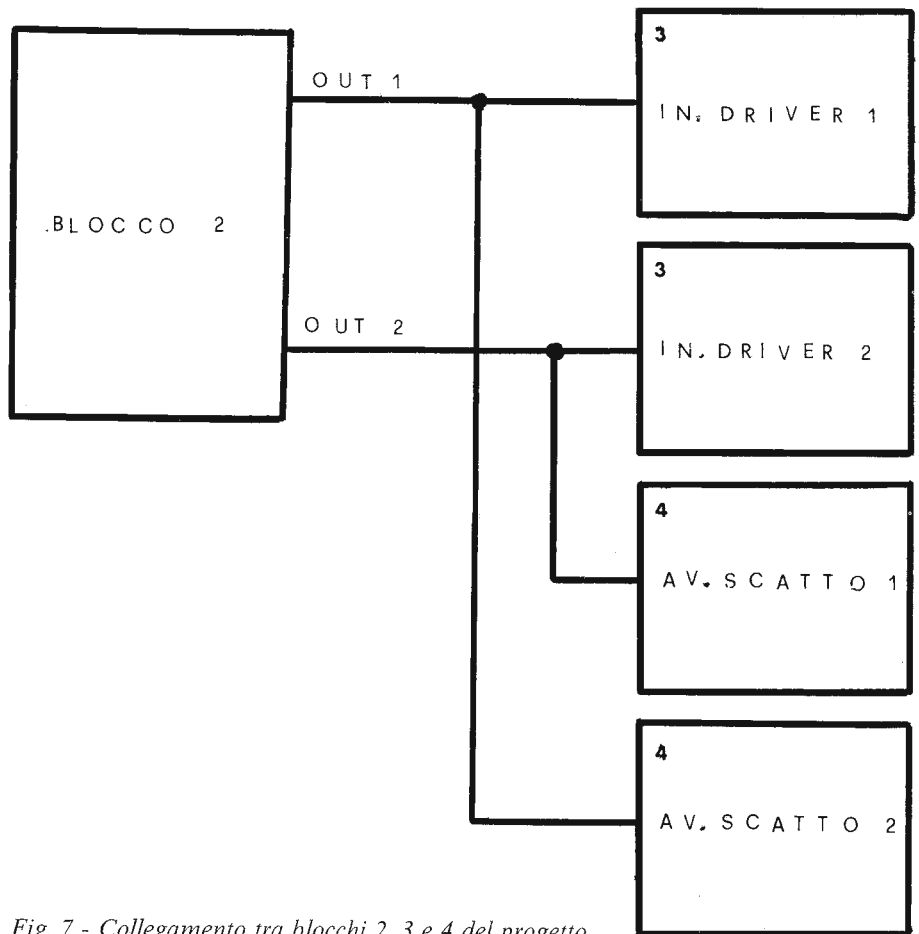 3
OUT 1
IN. DRIVER 1
.BLOCCO 2
3
OUT 2
IN. DRIVER 2
4
AV. SCATTO 1
4
AV. SCATTO 2
Fig. 7 - Collegamento tra blocchi 2, 3 e 4 del progetto